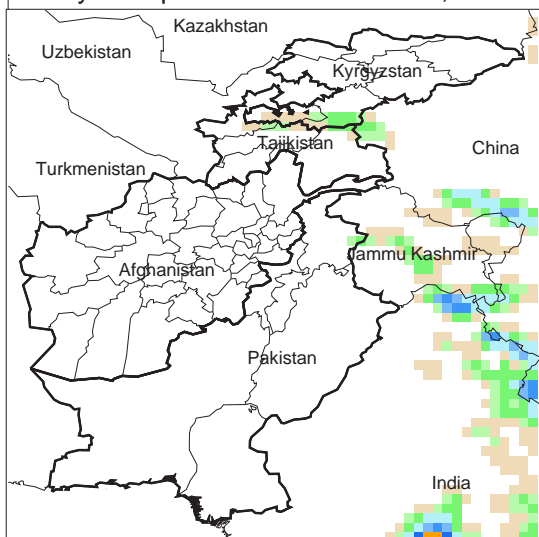 Kazakhstan
Uzbekistan
Kyrgyzstan
China
Tajikistan
Turkmenistan
Jammu Kashmir
Afghanistan
Pakistan
India